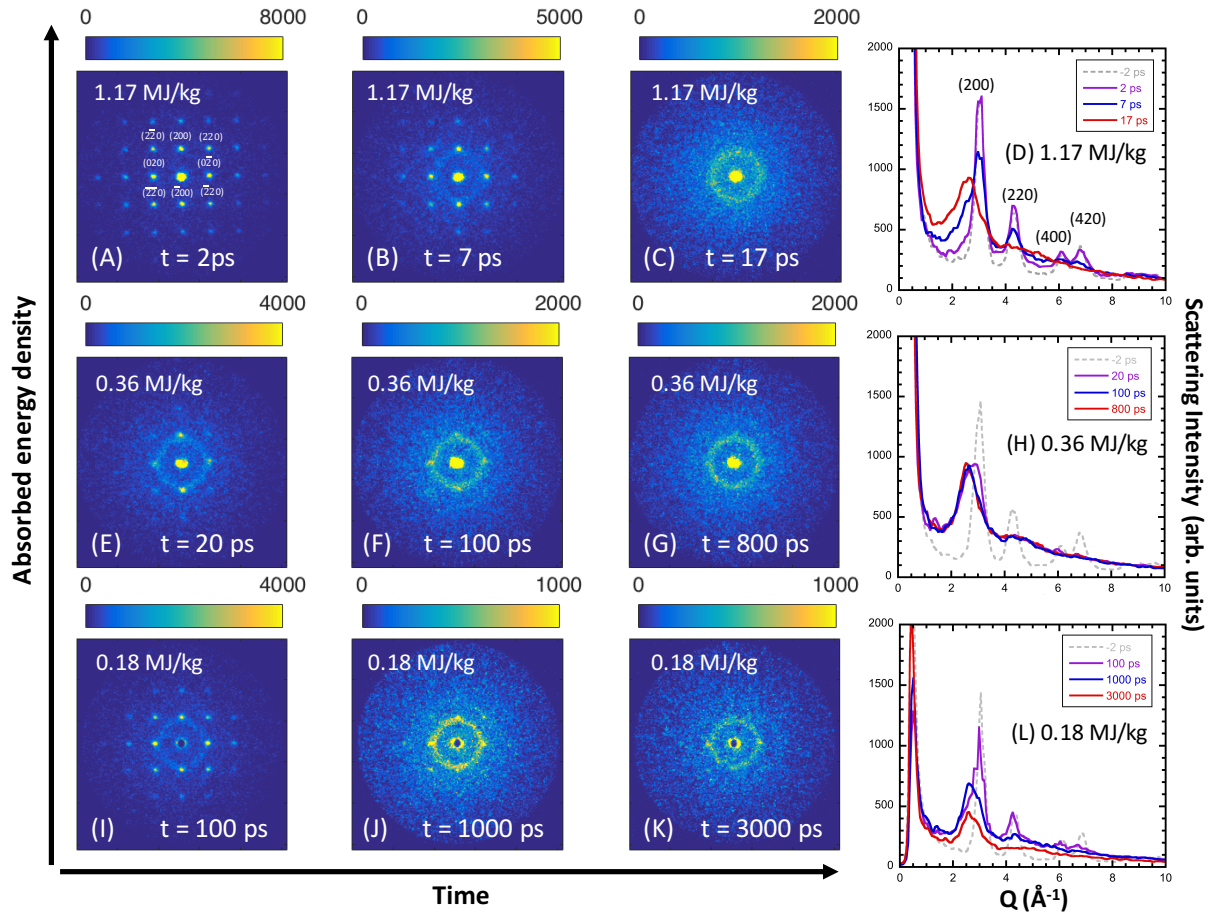 0 8000
0 5000
0 2000
1.17 MJ/kg
(2̅2̅0) (200) (220)
(020) (02̅0)
(2̅2̅0) (2̅00) (2̅20)
(A) t = 2ps
1.17 MJ/kg
(B) t = 7 ps
1.17 MJ/kg
(C) t = 17 ps
2000
1500
1000
500
0
0 2 4 6 8 10
-2 ps
2 ps
7 ps
17 ps
(200)
(D) 1.17 MJ/kg
(220)
(400)
(420)
0 4000
0 2000
0 2000
0.36 MJ/kg
(E) t = 20 ps
0.36 MJ/kg
(F) t = 100 ps
0.36 MJ/kg
(G) t = 800 ps
2000
1500
1000
500
0
0 2 4 6 8 10
-2 ps
20 ps
100 ps
800 ps
(H) 0.36 MJ/kg
0 4000
0 1000
0 1000
0.18 MJ/kg
(I) t = 100 ps
0.18 MJ/kg
(J) t = 1000 ps
0.18 MJ/kg
(K) t = 3000 ps
2000
1500
1000
500
0
0 2 4 6 8 10
-2 ps
100 ps
1000 ps
3000 ps
(L) 0.18 MJ/kg
Absorbed energy density
Time
Q (Å⁻¹)
Scattering Intensity (arb. units)